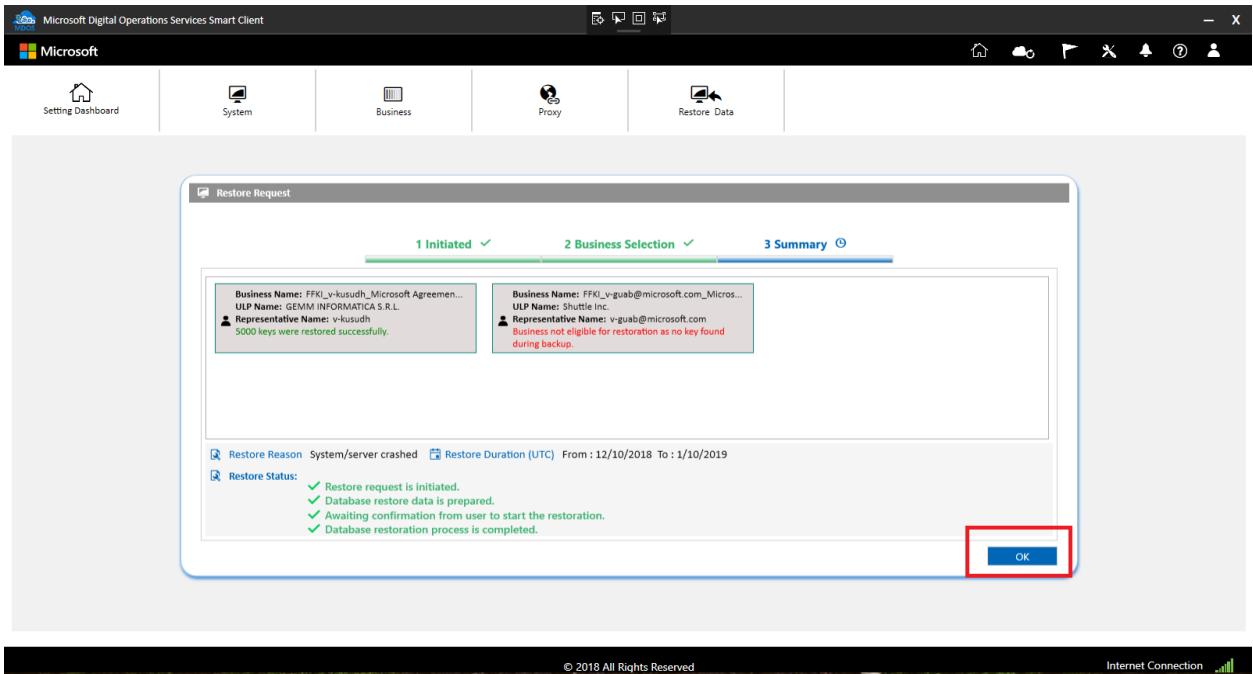 MDOS
Microsoft Digital Operations Services Smart Client
X
Microsoft
Setting Dashboard
System
Business
Proxy
Restore Data
Restore Request
1 Initiated
2 Business Selection
3 Summary
Business Name: FFKI_v-kusudh_Microsoft Agreemen...
ULP Name: GEMM INFORMATICA S.R.L.
Representative Name: v-kusudh
5000 keys were restored successfully.
Business Name: FFKI_v-guab@microsoft.com_Micros...
ULP Name: Shuttle Inc.
Representative Name: v-guab@microsoft.com
Business not eligible for restoration as no key found
during backup.
Restore Reason System/server crashed Restore Duration (UTC) From : 12/10/2018 To : 1/10/2019
Restore Status:
Restore request is initiated.
Database restore data is prepared.
Awaiting confirmation from user to start the restoration.
Database restoration process is completed.
OK
© 2018 All Rights Reserved
Internet Connection